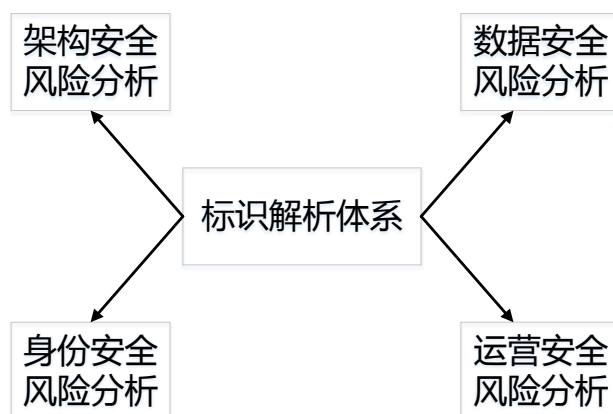 架构安全
风险分析
数据安全
风险分析
标识解析体系
身份安全
风险分析
运营安全
风险分析